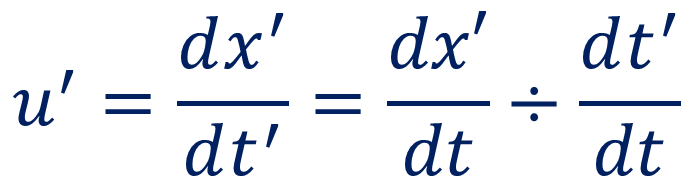 u′ = dx′/dt′ = dx′/dt ÷ dt′/dt